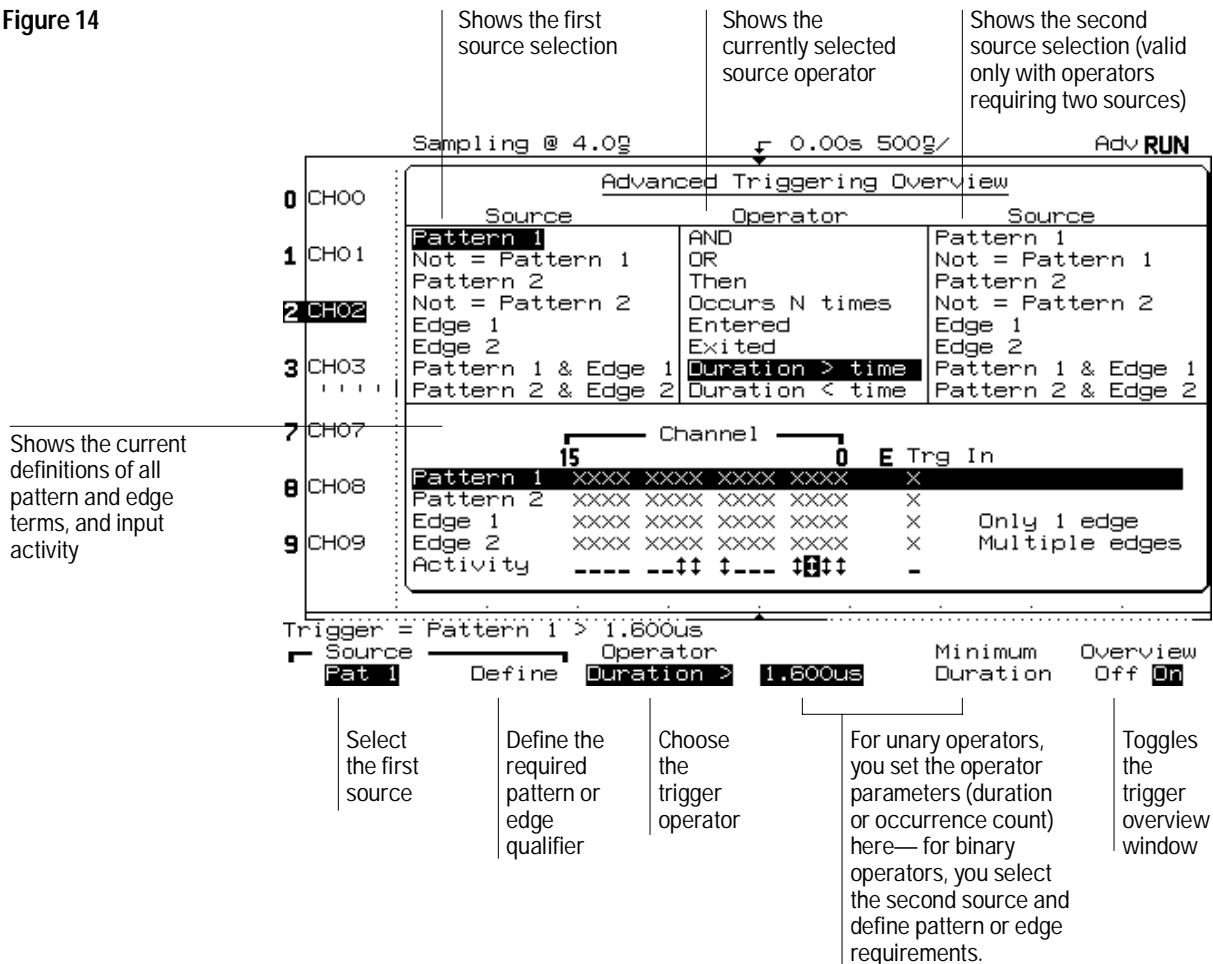 Figure 14
Shows the first
source selection
Shows the
currently selected
source operator
Shows the second
source selection (valid
only with operators
requiring two sources)
Sampling @ 4.0ns 0.00s 500ns/ Adv RUN
Advanced Triggering Overview
Source Operator Source
Pattern 1 AND Pattern 1
Not = Pattern 1 OR Not = Pattern 1
Pattern 2 Then Pattern 2
Not = Pattern 2 Occurs N times Not = Pattern 2
Edge 1 Entered Edge 1
Edge 2 Exited Edge 2
Pattern 1 & Edge 1 Duration > time Pattern 1 & Edge 1
Pattern 2 & Edge 2 Duration < time Pattern 2 & Edge 2
0 CH00
1 CH01
2 CH02
3 CH03
7 CH07
8 CH08
9 CH09
Channel
15 0 E Trg In
Pattern 1 XXXX XXXX XXXX XXXX X
Pattern 2 XXXX XXXX XXXX XXXX X
Edge 1 XXXX XXXX XXXX XXXX X Only 1 edge
Edge 2 XXXX XXXX XXXX XXXX X Multiple edges
Activity ---- --↕↕ ↕--- ↕↕↕↕ -
Shows the current
definitions of all
pattern and edge
terms, and input
activity
Trigger = Pattern 1 > 1.600us
Source Operator Minimum Overview
Pat 1 Define Duration > 1.600us Duration Off On
Select
the first
source
Define the
required
pattern or
edge
qualifier
Choose
the
trigger
operator
For unary operators,
you set the operator
parameters (duration
or occurrence count)
here— for binary
operators, you select
the second source and
define pattern or edge
requirements.
Toggles
the
trigger
overview
window